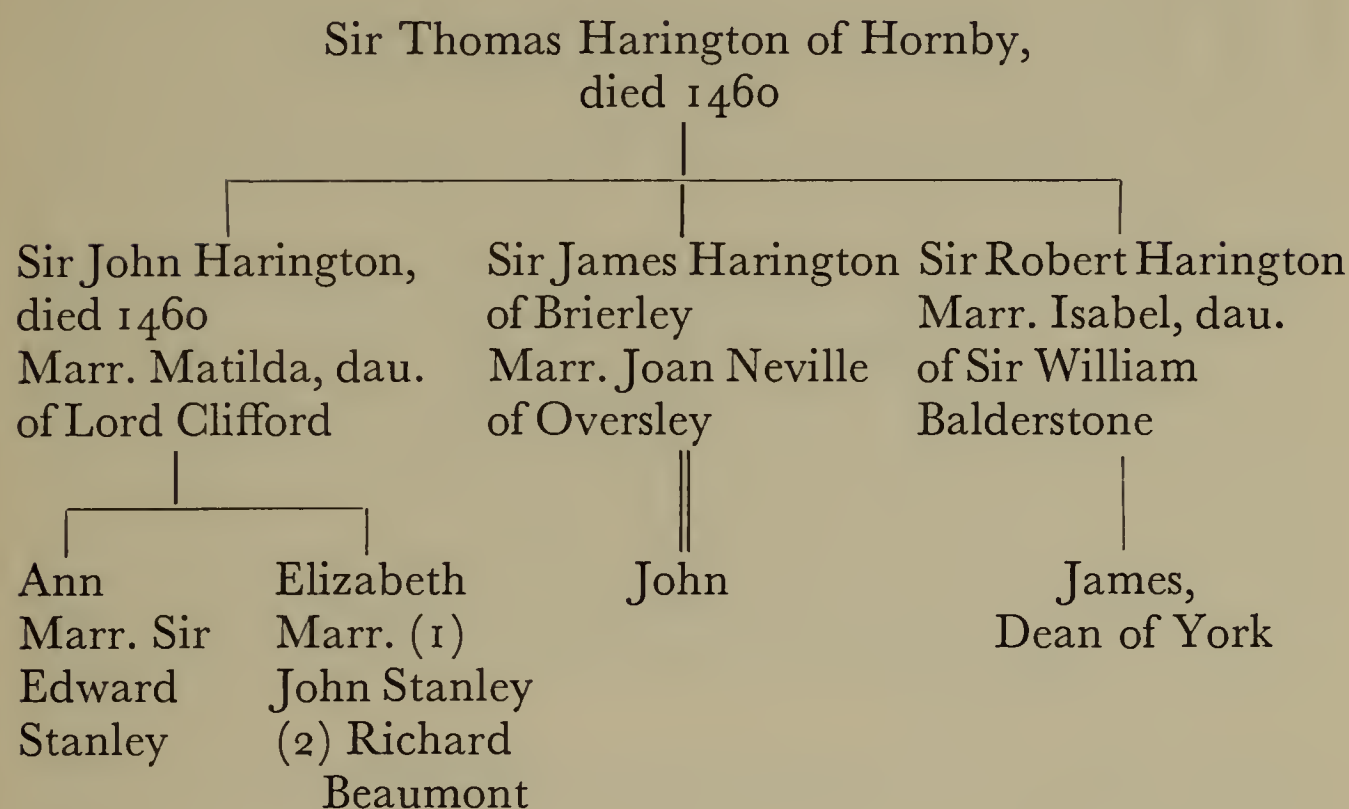 Sir Thomas Harington of Hornby,
died 1460
Sir John Harington,
died 1460
Marr. Matilda, dau.
of Lord Clifford
Sir James Harington
of Brierley
Marr. Joan Neville
of Oversley
Sir Robert Harington
Marr. Isabel, dau.
of Sir William
Balderstone
Ann
Marr. Sir
Edward
Stanley
Elizabeth
Marr. (1)
John Stanley
(2) Richard
Beaumont
John
James,
Dean of York